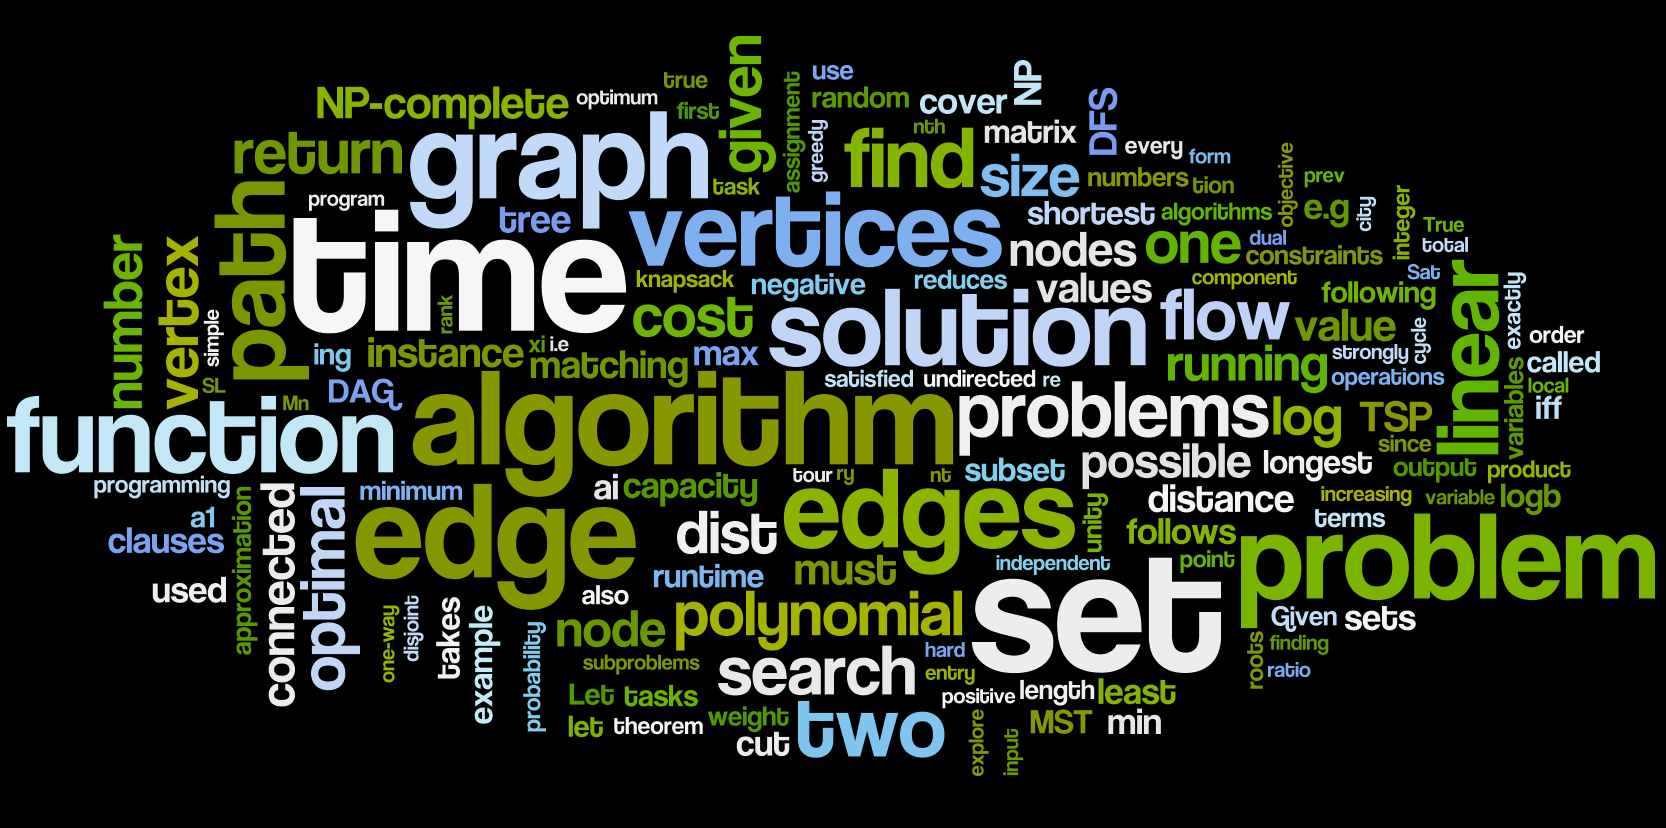 use
true
NP-complete
optimum
first
given
assignment
random
cover
NP
greedy
nth
matrix
DFS
every
form
return
graph
find
size
numbers
tion
objective
prev
task
program
tree
vertices
shortest
algorithms
e.g
city
integer
True
total
path
time
nodes
one
dual
constraints
number
vertex
simple
knapsack
negative
reduces
values
component
Sat
following
linear
exactly
rank
cost
solution
flow
value
cycle
order
ing
instance
xi
i.e
matching
max
running
strongly
called
SL
DAG
satisfied
undirected
re
operations
variables
local
Mn
function
algorithm
problems
log
TSP
iff
since
programming
minimum
ai
capacity
tour
ry
nt
subset
possible
longest
output
product
a1
approximation
connected
optimal
edge
edges
unity
distance
increasing
variable
logb
clauses
dist
follows
terms
used
runtime
must
independent
point
problem
also
one-way
disjoint
takes
example
probability
node
polynomial
set
Given
sets
subproblems
search
hard
entry
roots
finding
ratio
Let
tasks
positive
length
least
let
theorem
weight
cut
two
explore
input
MST
min